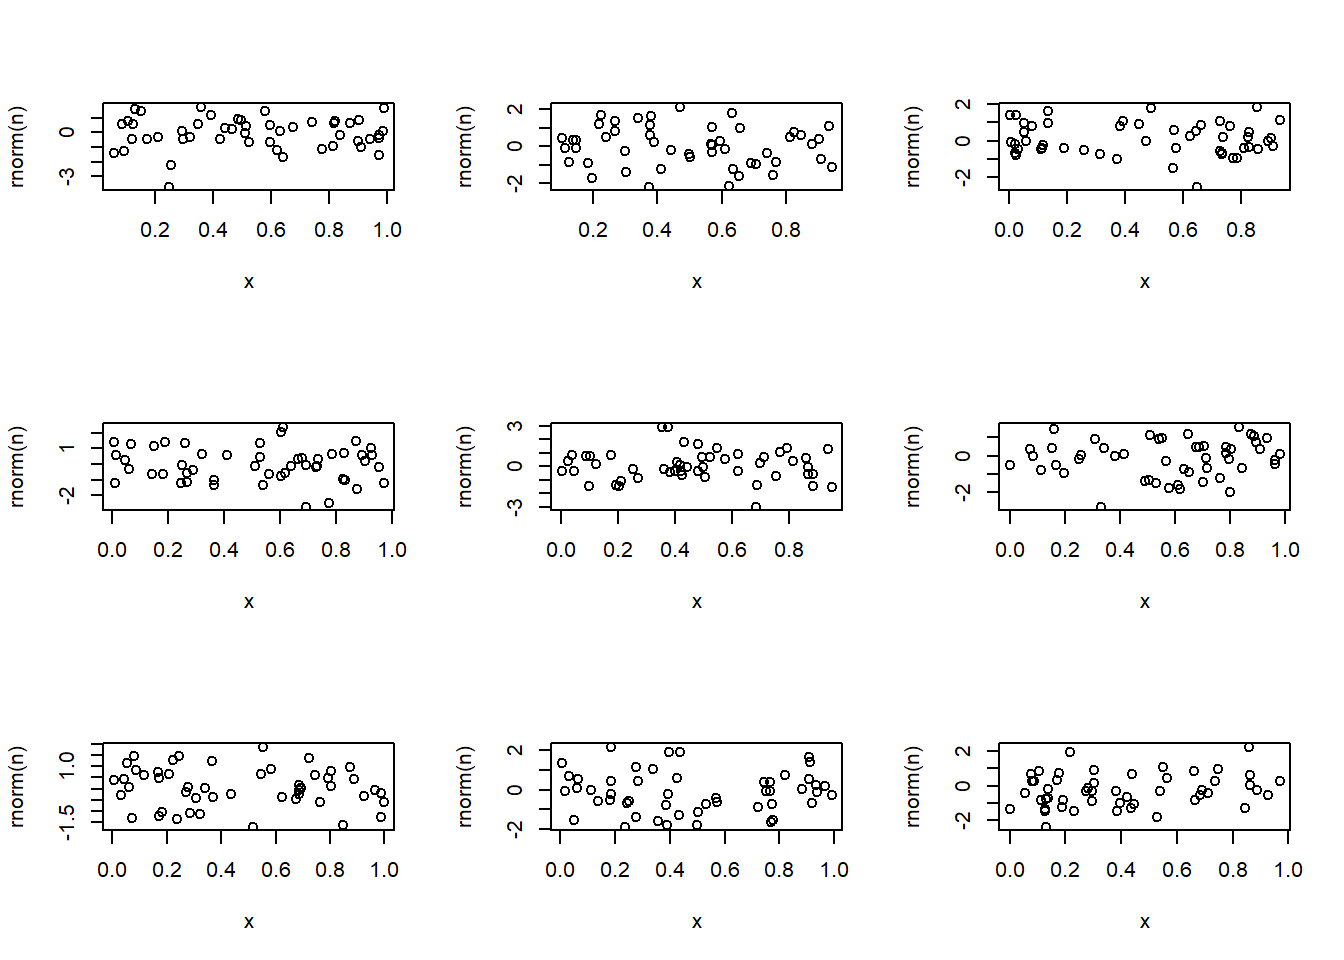 rnorm(n) 0 -3 0.2 0.4 0.6 0.8 1.0 x
rnorm(n) 2 0 -2 0.2 0.4 0.6 0.8 x
rnorm(n) 2 0 -2 0.0 0.2 0.4 0.6 0.8 x
rnorm(n) 1 -2 0.0 0.2 0.4 0.6 0.8 1.0 x
rnorm(n) 3 0 -3 0.0 0.2 0.4 0.6 0.8 x
rnorm(n) 0 -2 0.0 0.2 0.4 0.6 0.8 1.0 x
rnorm(n) 1.0 -1.5 0.0 0.2 0.4 0.6 0.8 1.0 x
rnorm(n) 2 0 -2 0.0 0.2 0.4 0.6 0.8 1.0 x
rnorm(n) 2 0 -2 0.0 0.2 0.4 0.6 0.8 1.0 x